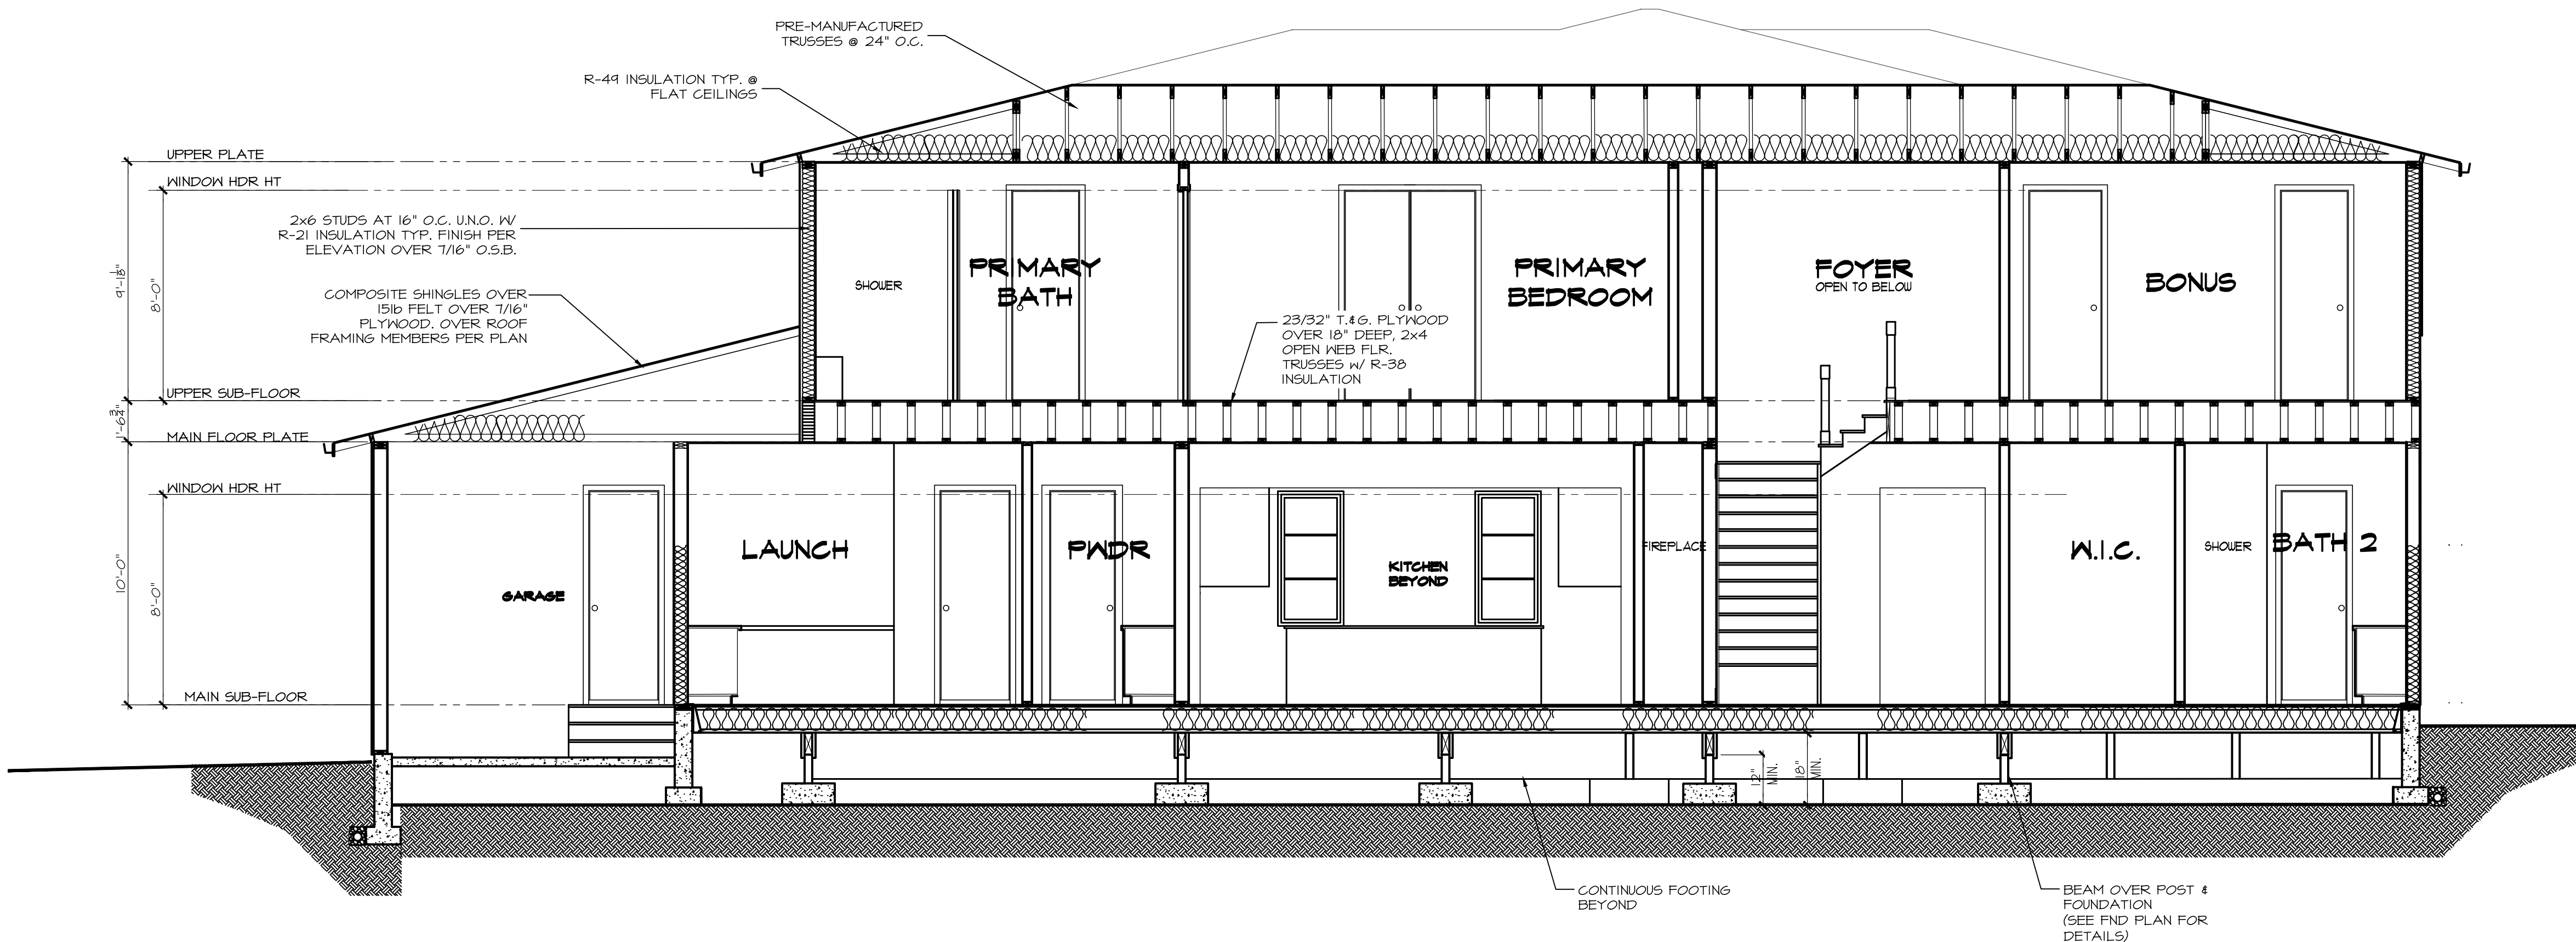 PRE-MANUFACTURED
TRUSSES @ 24" O.C.
R-49 INSULATION TYP. @
FLAT CEILINGS
UPPER PLATE
WINDOW HDR HT
2x6 STUDS AT 16" O.C. U.N.O. W/
R-21 INSULATION TYP. FINISH PER
ELEVATION OVER 7/16" O.S.B.
9'-1 1/8"
8'-0"
SHOWER
PRIMARY
BATH
PRIMARY
BEDROOM
FOYER
OPEN TO BELOW
BONUS
COMPOSITE SHINGLES OVER
15lb FELT OVER 7/16"
PLYWOOD. OVER ROOF
FRAMING MEMBERS PER PLAN
23/32" T.&G. PLYWOOD
OVER 18" DEEP, 2x4
OPEN WEB FLR.
TRUSSES W/ R-38
INSULATION
UPPER SUB-FLOOR
1'-6 3/4"
MAIN FLOOR PLATE
WINDOW HDR HT
10'-0"
8'-0"
GARAGE
LAUNCH
PWDR
KITCHEN
BEYOND
FIREPLACE
W.I.C.
SHOWER
BATH 2
MAIN SUB-FLOOR
12"
MIN.
18"
MIN.
CONTINUOUS FOOTING
BEYOND
BEAM OVER POST &
FOUNDATION
(SEE FND PLAN FOR
DETAILS)